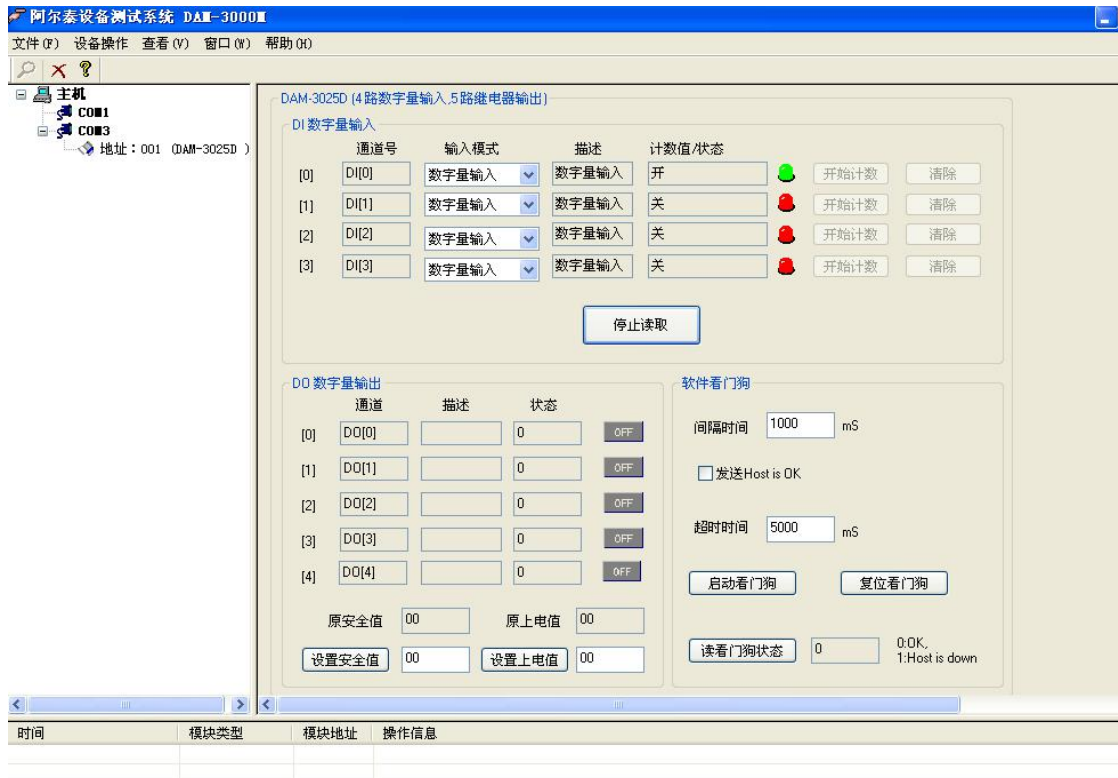 阿尔泰设备测试系统 DAM-3000M
文件(F) 设备操作 查看(V) 窗口(W) 帮助(H)
主机
COM1
COM3
地址：001 (DAM-3025D )
DAM-3025D (4路数字量输入,5路继电器输出)
DI 数字量输入
通道号 输入模式 描述 计数值/状态
[0] DI[0] 数字量输入 数字量输入 开 开始计数 清除
[1] DI[1] 数字量输入 数字量输入 关 开始计数 清除
[2] DI[2] 数字量输入 数字量输入 关 开始计数 清除
[3] DI[3] 数字量输入 数字量输入 关 开始计数 清除
停止读取
DO 数字量输出
通道 描述 状态
[0] DO[0] 0 OFF
[1] DO[1] 0 OFF
[2] DO[2] 0 OFF
[3] DO[3] 0 OFF
[4] DO[4] 0 OFF
原安全值 00 原上电值 00
设置安全值 00 设置上电值 00
软件看门狗
间隔时间 1000 mS
发送Host is OK
超时时间 5000 mS
启动看门狗 复位看门狗
读看门狗状态 0 0:OK,
1:Host is down
时间 模块类型 模块地址 操作信息